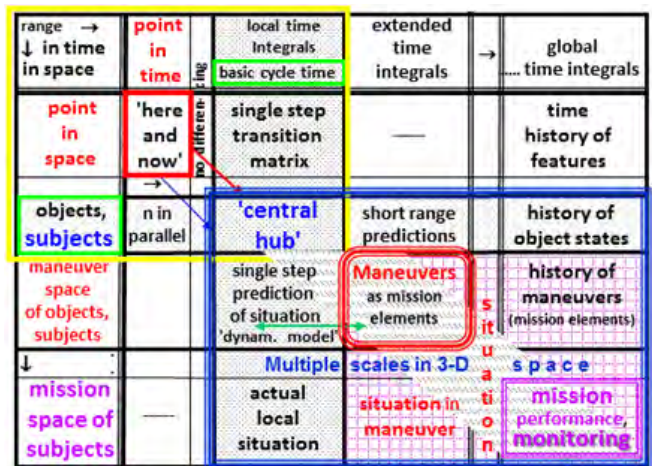 range →
↓ in time
in space
point
in
time
no differen- cing
local time
Integrals
basic cycle time
extended
time
integrals
→
global
..... time integrals
point
in
space
'here
and
now'
→
single step
transition
matrix
—
time
history of
features
objects,
subjects
n in
parallel
'central
hub'
short range
predictions
history of
object states
maneuver
space
of objects,
subjects
single step
prediction
of situation
'dynam. model'
Maneuvers
as mission
elements
situation
history of
maneuvers
(mission elements)
↓ :
Multiple scales in 3-D space
mission
space of
subjects
—
actual
local
situation
situation in
maneuver
mission
performance,
monitoring